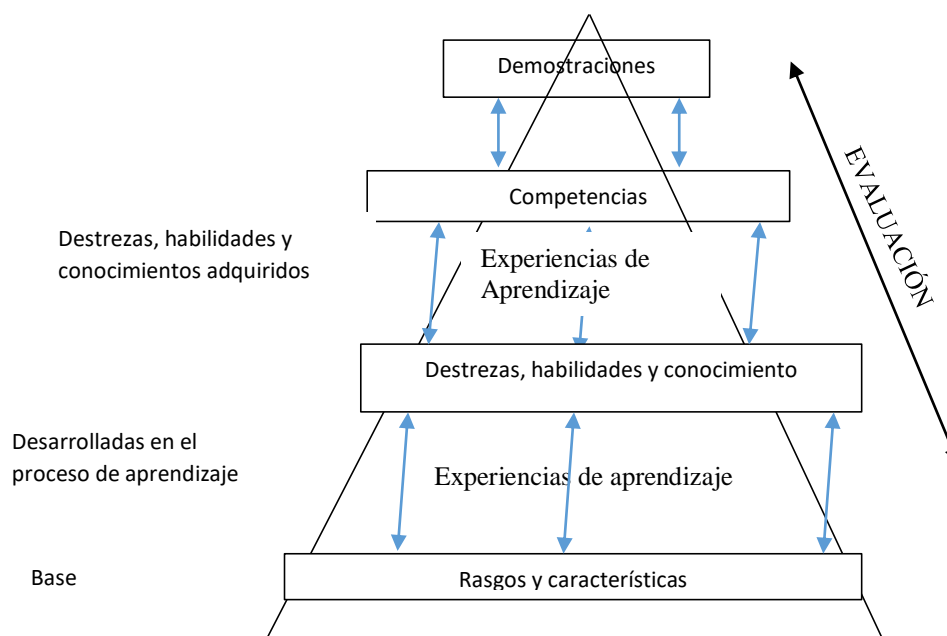 Demostraciones
EVALUACIÓN
Competencias
Destrezas, habilidades y
conocimientos adquiridos
Experiencias de
Aprendizaje
Destrezas, habilidades y conocimiento
Desarrolladas en el
proceso de aprendizaje
Experiencias de aprendizaje
Base
Rasgos y características